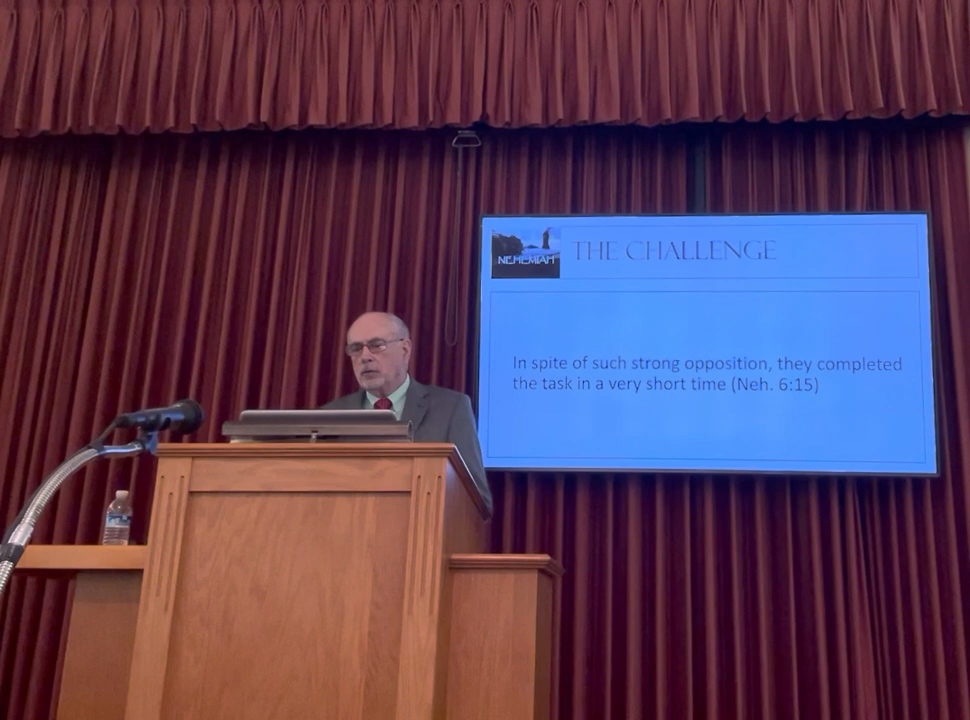 NEHEMIAH
THE CHALLENGE
In spite of such strong opposition, they completed
the task in a very short time (Neh. 6:15)